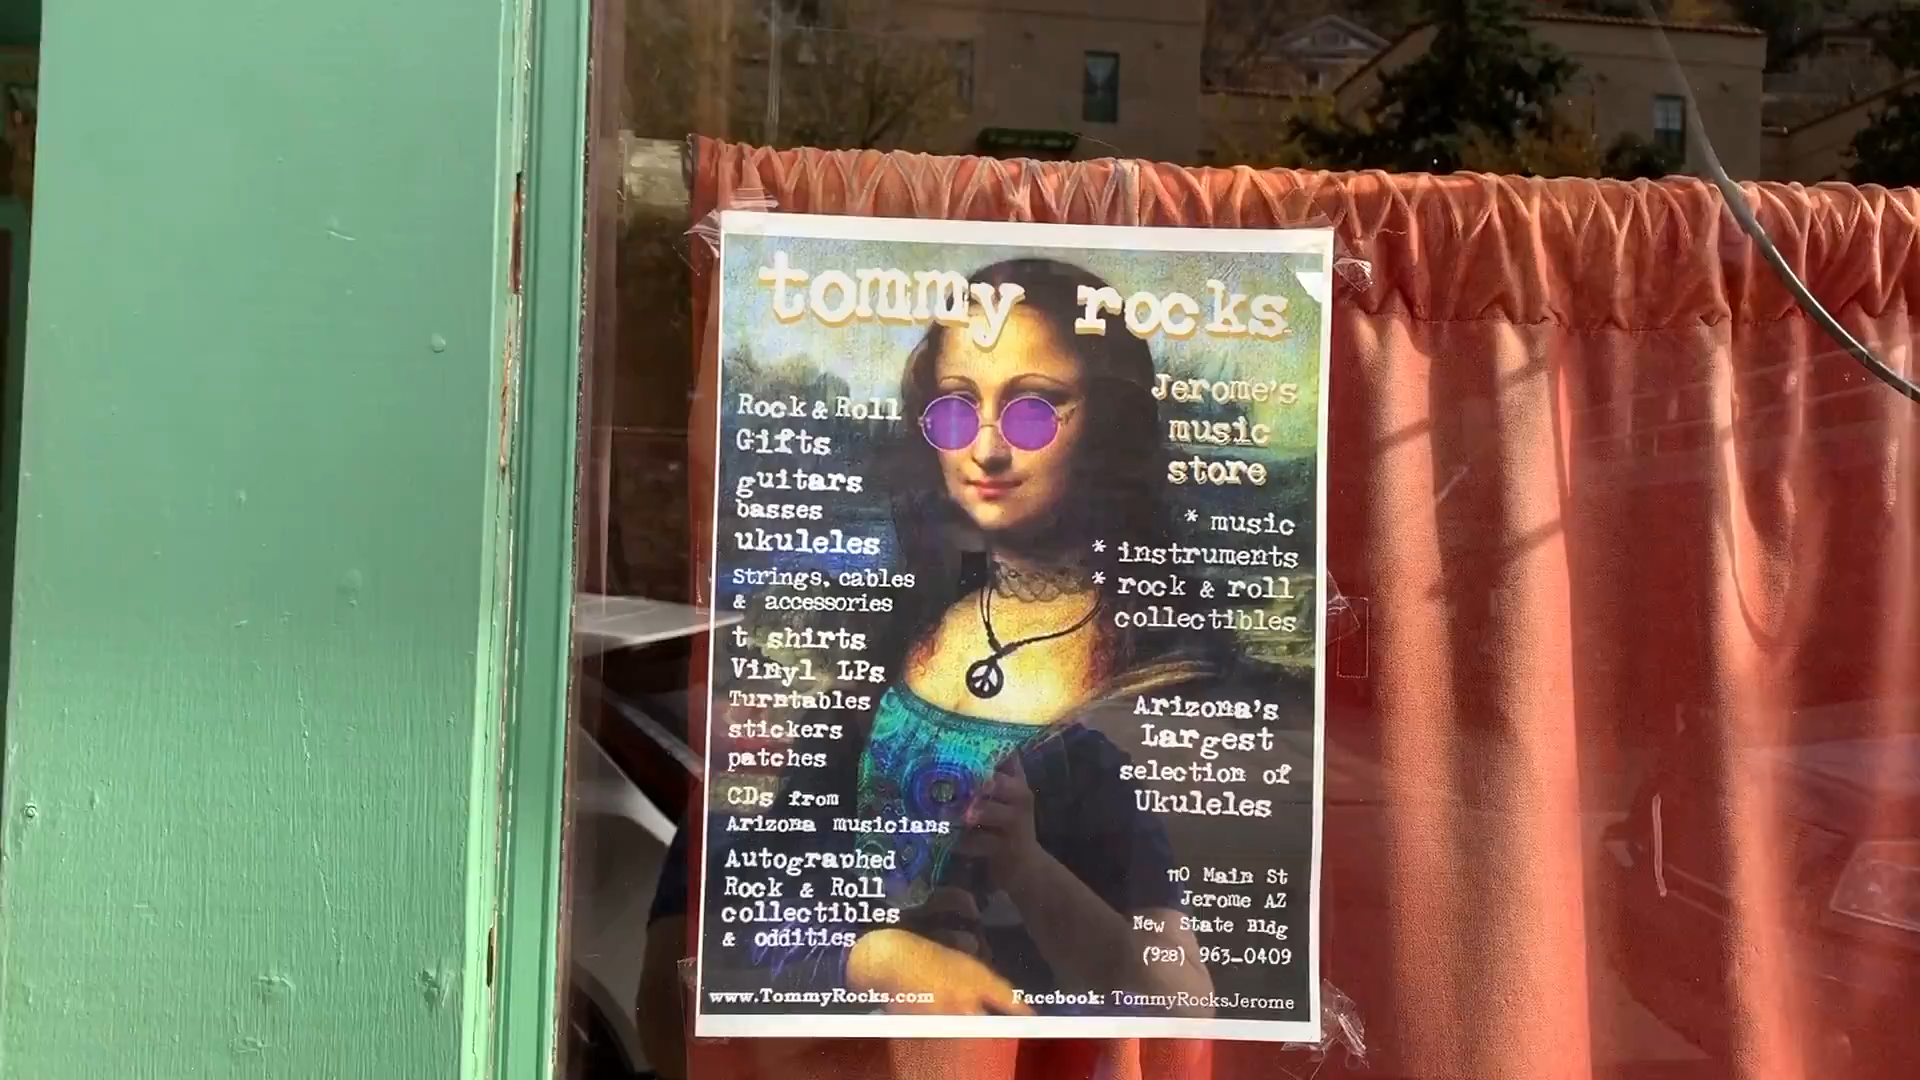 tommy rocks
Rock & Roll
Gifts
guitars
basses
ukuleles
Strings, cables
& accessories
t shirts
Vinyl LPs
Turntables
stickers
patches
CDs from
Arizona musicians
Autographed
Rock & Roll
collectibles
& oddities
Jerome's
music
store
* music
* instruments
* rock & roll
collectibles
Arizona's
Largest
selection of
Ukuleles
110 Main St
Jerome AZ
New State Bldg
(928) 963-0409
www.TommyRocks.com
Facebook: TommyRocksJerome